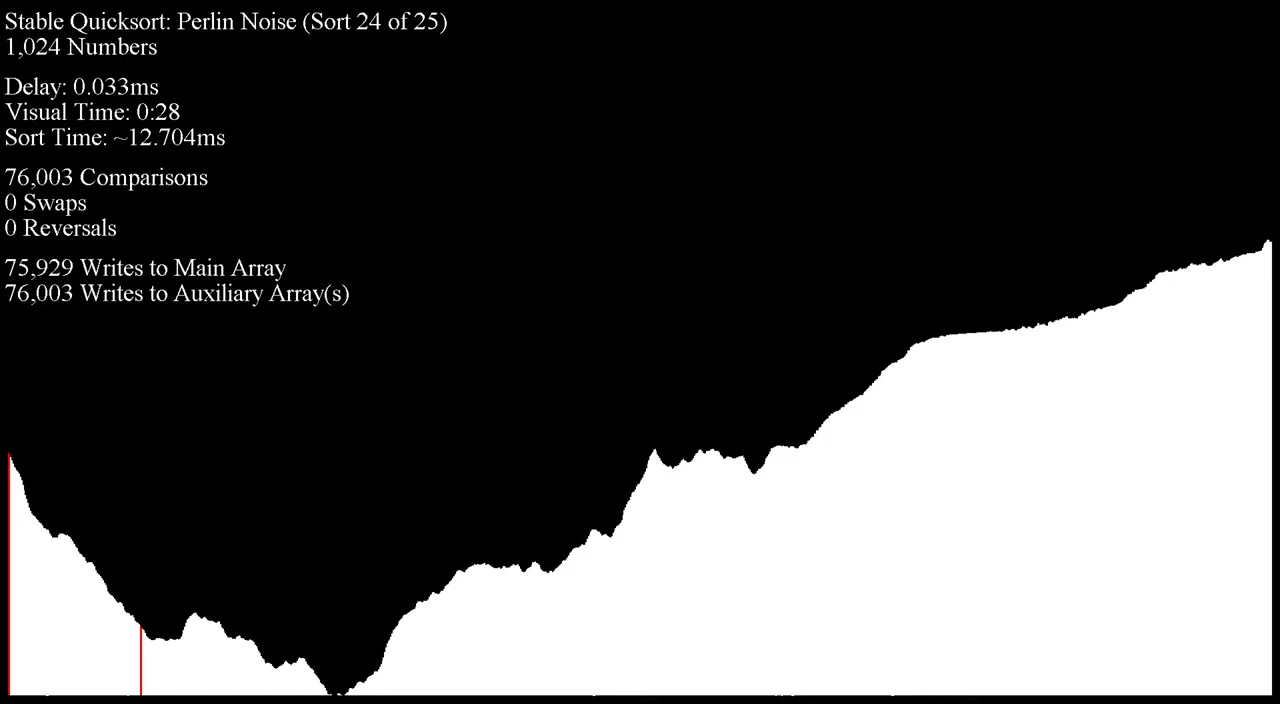 Stable Quicksort: Perlin Noise (Sort 24 of 25)
1,024 Numbers
Delay: 0.033ms
Visual Time: 0:28
Sort Time: ~12.704ms
76,003 Comparisons
0 Swaps
0 Reversals
75,929 Writes to Main Array
76,003 Writes to Auxiliary Array(s)